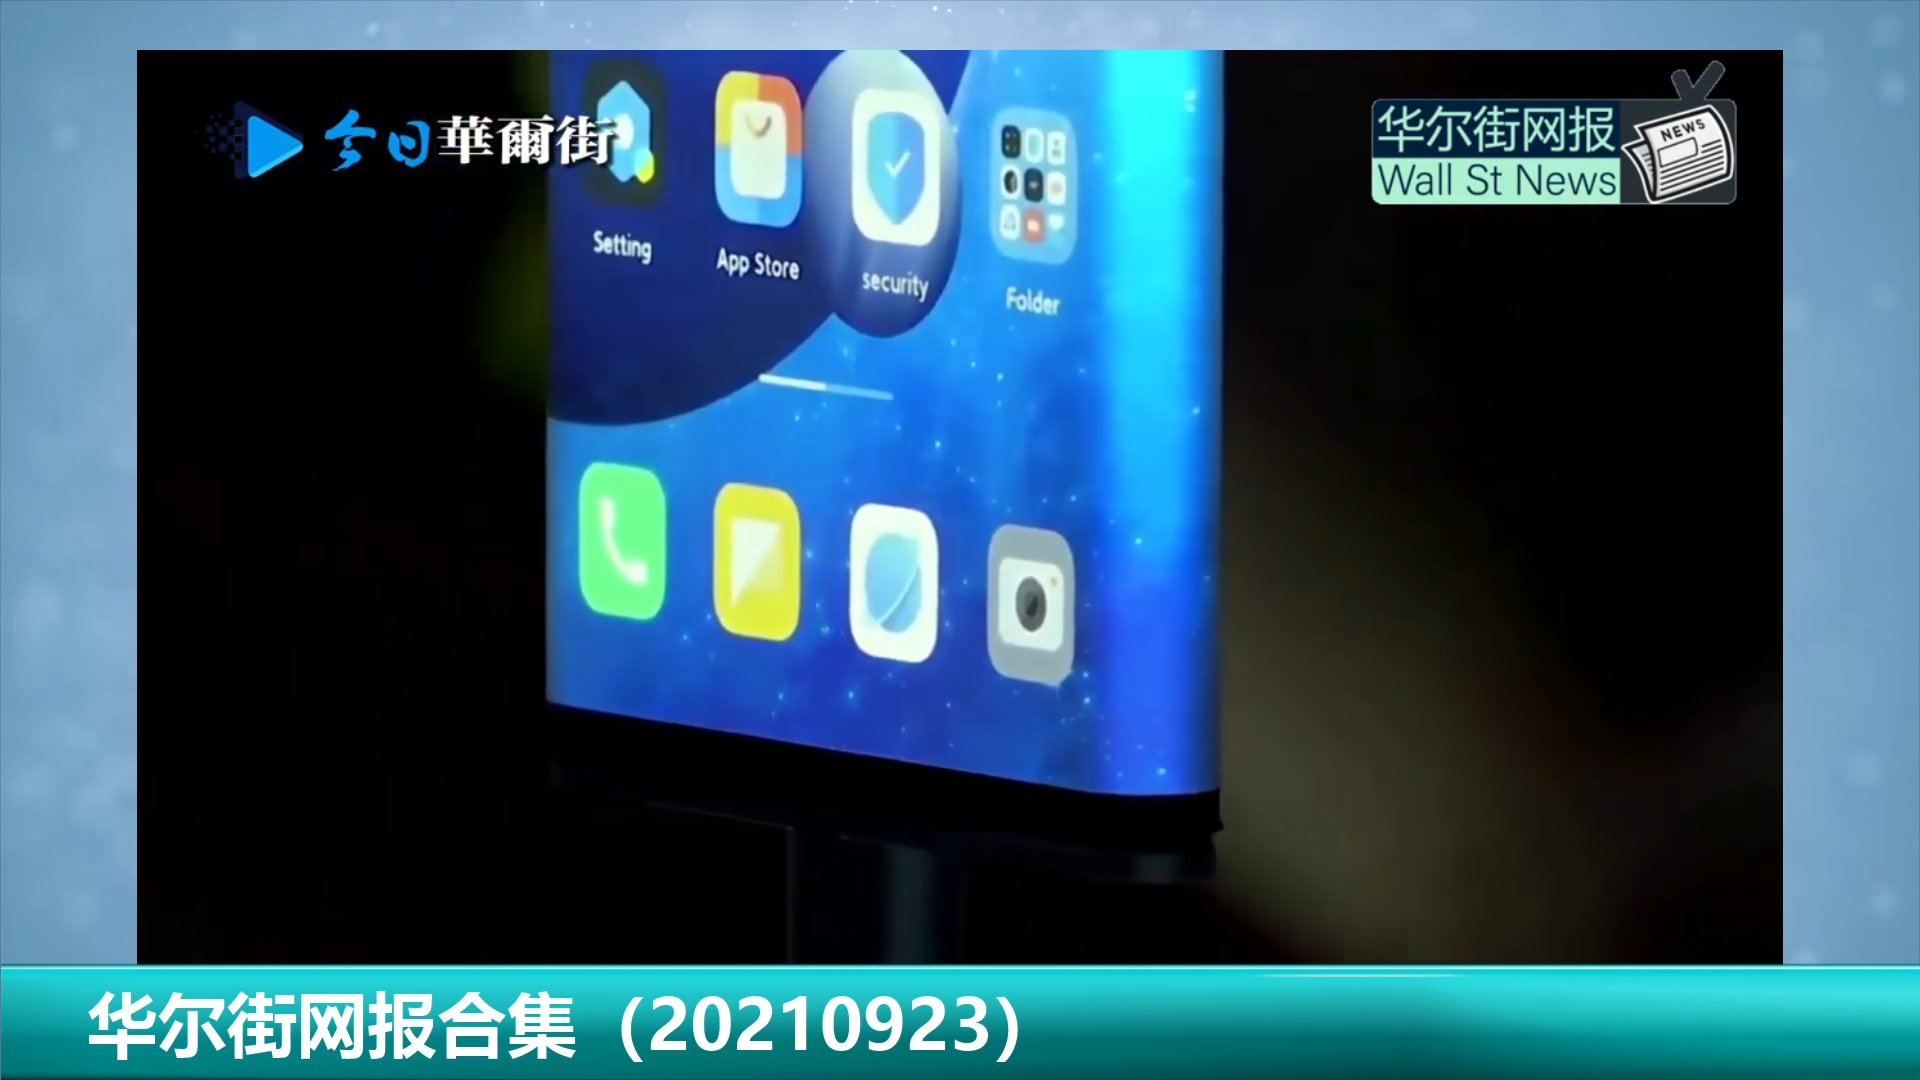 今日華爾街
华尔街网报
Wall St News
NEWS
Setting
App Store
security
Folder
华尔街网报合集（20210923）